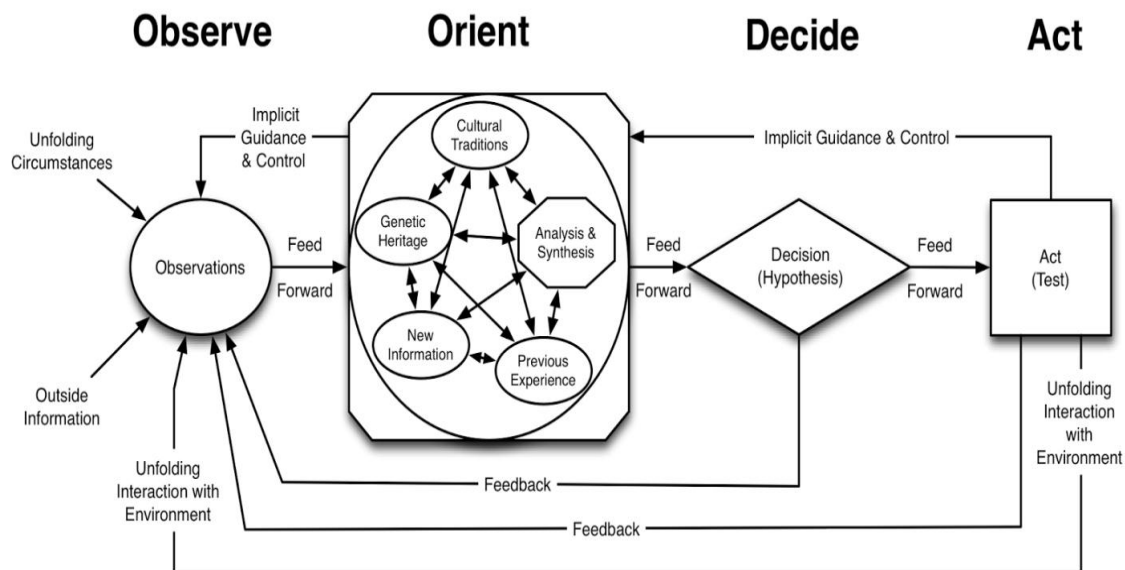 Observe
Orient
Decide
Act
Implicit
Guidance
& Control
Unfolding
Circumstances
Observations
Outside
Information
Feed
Forward
Cultural
Traditions
Genetic
Heritage
Analysis &
Synthesis
New
Information
Previous
Experience
Implicit Guidance & Control
Feed
Forward
Decision
(Hypothesis)
Feed
Forward
Act
(Test)
Unfolding
Interaction with
Environment
Feedback
Feedback
Unfolding
Interaction
with
Environment